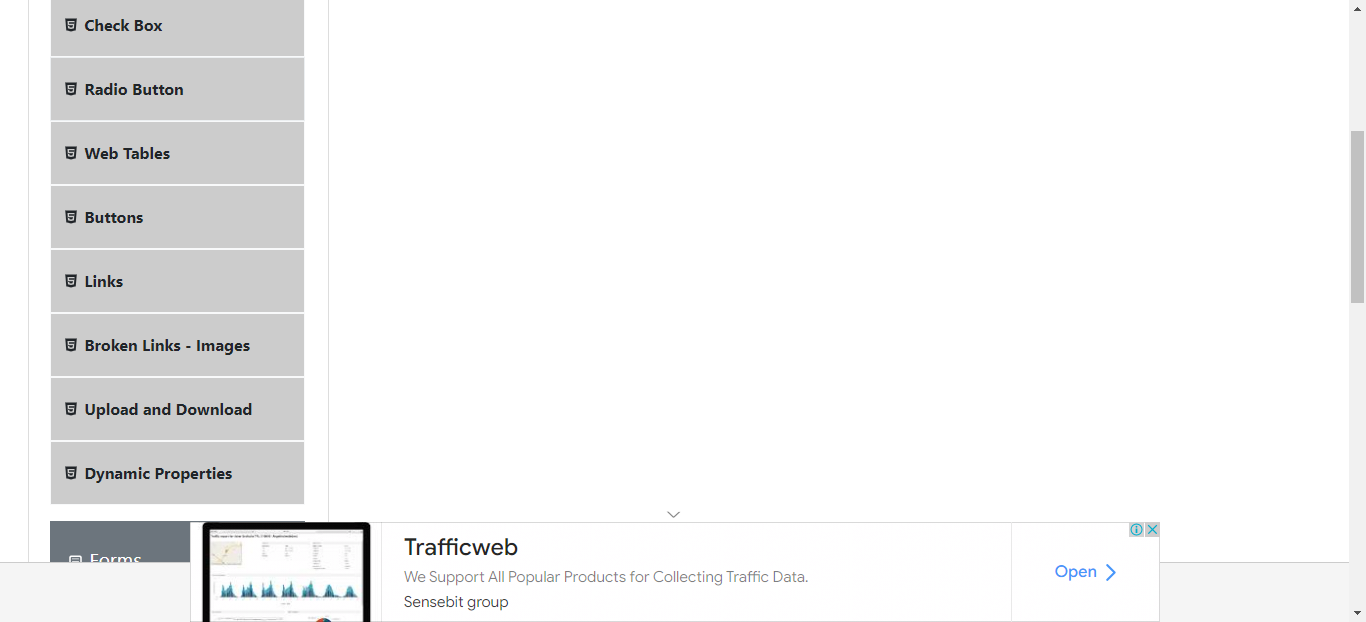 Check Box
Radio Button
Web Tables
Buttons
Links
Broken Links - Images
Upload and Download
Dynamic Properties
Forms
Trafficweb
We Support All Popular Products for Collecting Traffic Data.
Sensebit group
Open